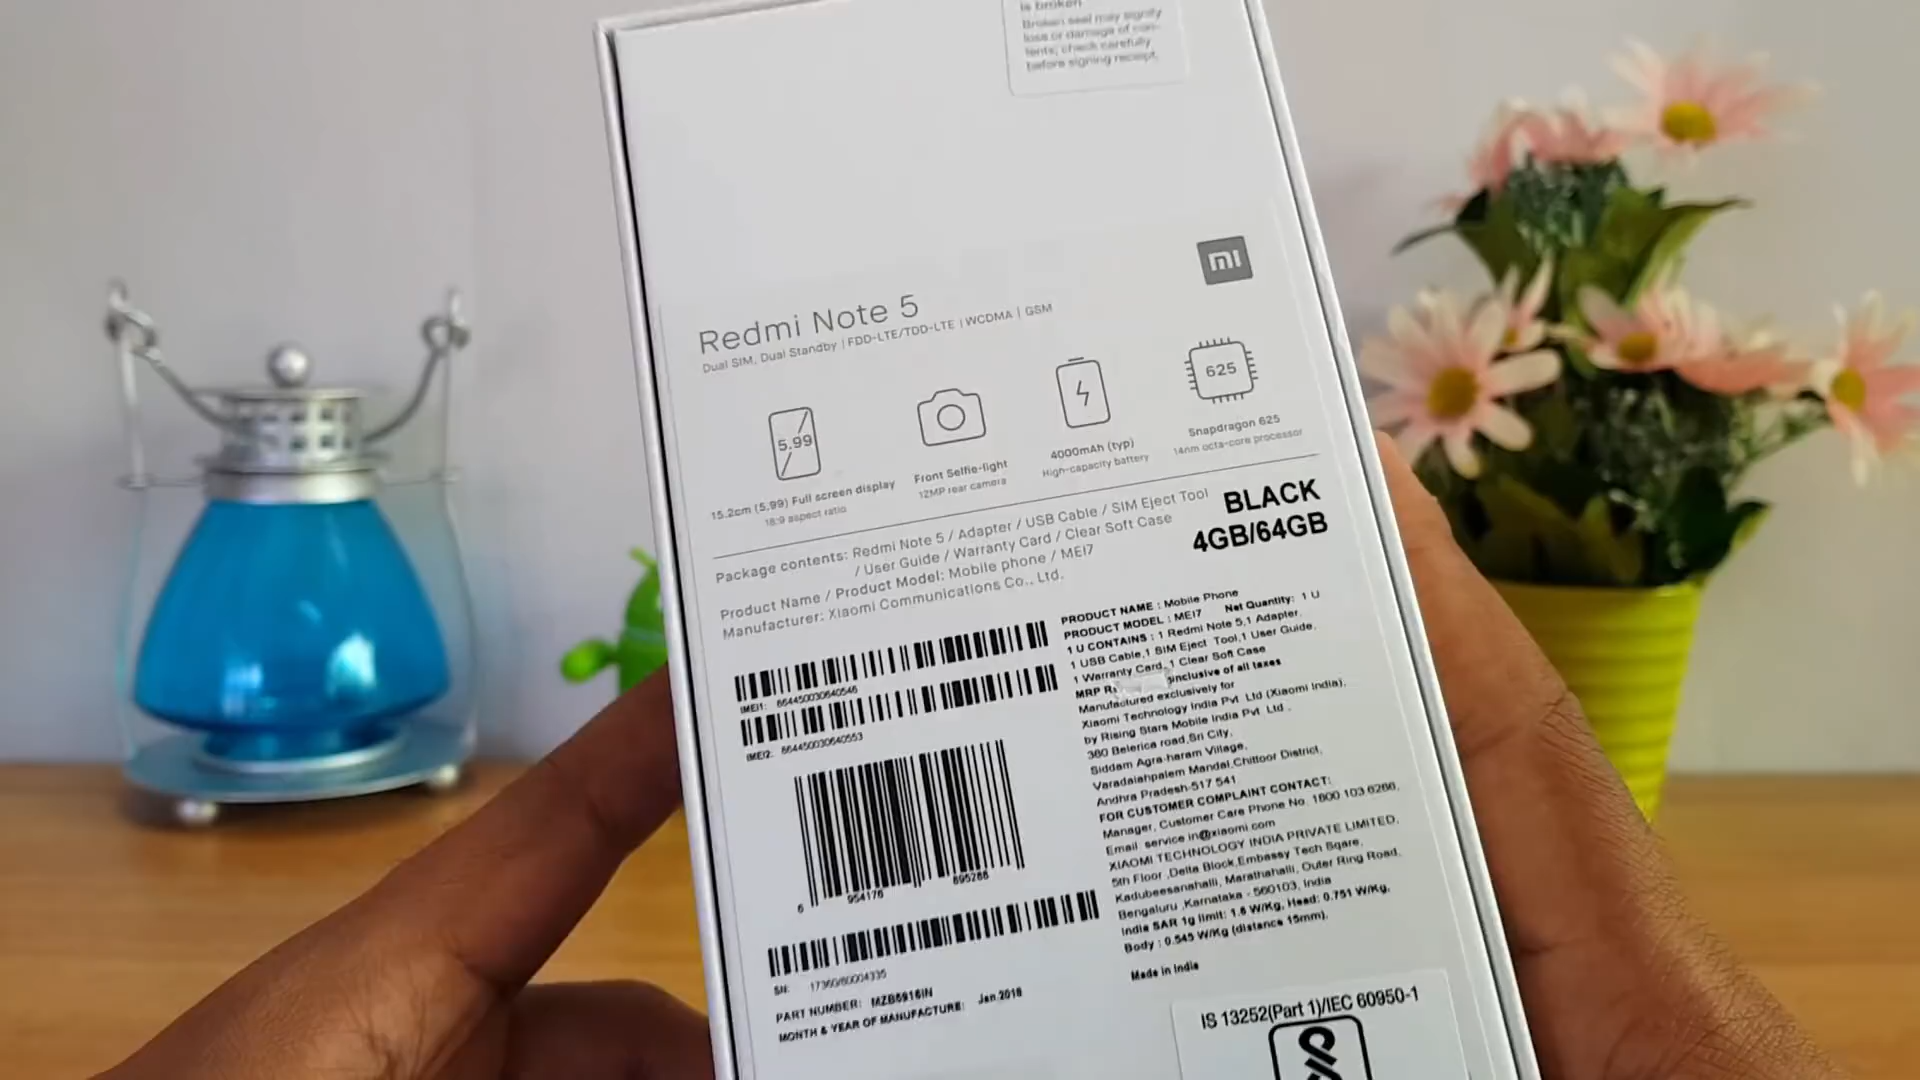 is broken
Broken seal may signify
loss or damage of con-
tents; check carefully
before signing receipt.
mi
Redmi Note 5
Dual SIM, Dual Standby | FDD-LTE/TDD-LTE | WCDMA | GSM
5.99
625
15.2cm (5.99) Full screen display
18:9 aspect ratio
Front Selfie-light
12MP rear camera
4000mAh (typ)
High-capacity battery
Snapdragon 625
14nm octa-core processor
BLACK
4GB/64GB
Package contents: Redmi Note 5 / Adapter / USB Cable / SIM Eject Tool
/ User Guide / Warranty Card / Clear Soft Case
Product Name / Product Model: Mobile phone / MEI7
Manufacturer: Xiaomi Communications Co., Ltd.
IMEI1: 864450030640546
IMEI2: 864450030640553
6 954176 895288
SN: 17360/80004335
PART NUMBER: MZB5916IN
MONTH & YEAR OF MANUFACTURE: Jan 2018
PRODUCT NAME : Mobile Phone
PRODUCT MODEL : MEI7 Net Quantity: 1 U
1 U CONTAINS : 1 Redmi Note 5,1 Adapter,
1 USB Cable,1 SIM Eject Tool,1 User Guide,
1 Warranty Card, 1 Clear Soft Case
MRP inclusive of all taxes
Manufactured exclusively for
Xiaomi Technology India Pvt Ltd (Xiaomi India),
by Rising Stars Mobile India Pvt Ltd .
380 Belerica road,Sri City,
Siddam Agra-haram Village,
Varadaiahpalem Mandal,Chittoor District,
Andhra Pradesh-517 541
FOR CUSTOMER COMPLAINT CONTACT:
Manager, Customer Care Phone No. 1800 103 6286,
Email service.in@xiaomi.com
XIAOMI TECHNOLOGY INDIA PRIVATE LIMITED,
5th Floor ,Delta Block,Embassy Tech Sqare,
Kadubeesanahalli, Marathahalli, Outer Ring Road,
Bengaluru ,Karnataka - 560103, India
India SAR 1g limit: 1.6 W/Kg, Head: 0.751 W/Kg,
Body : 0.545 W/Kg (distance 15mm).
Made in India
IS 13252(Part 1)/IEC 60950-1